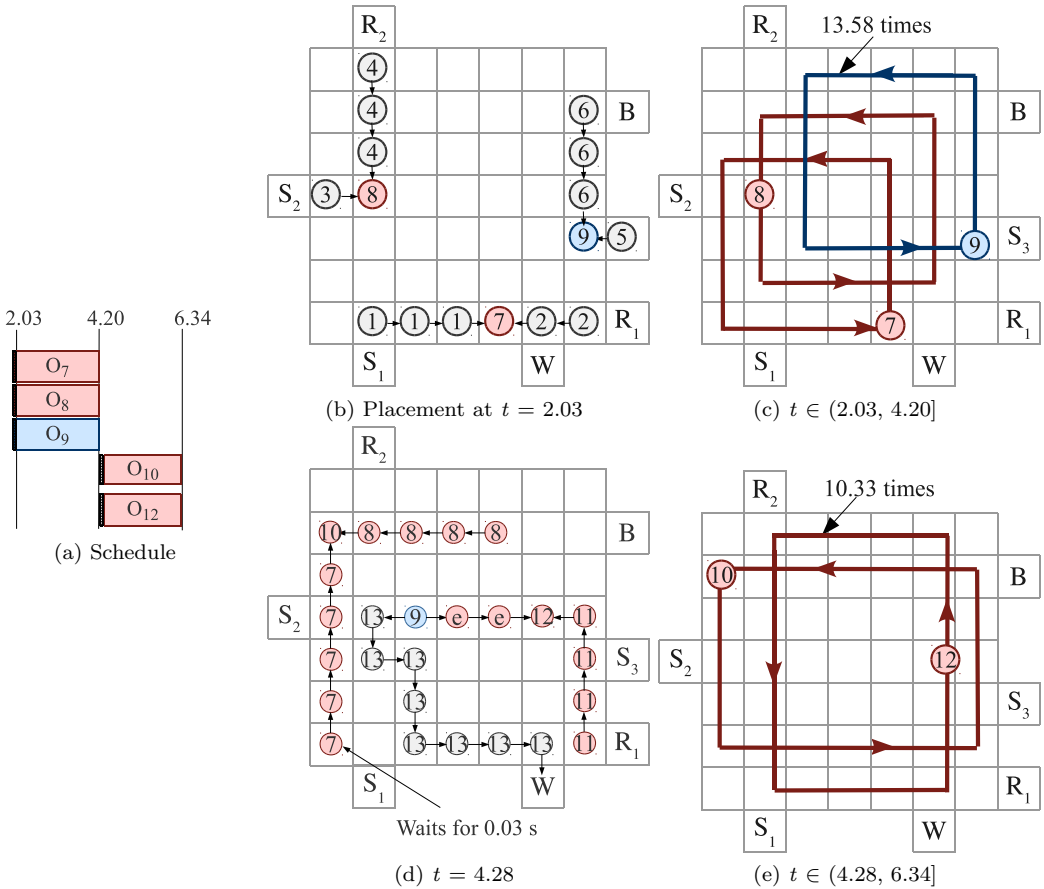 2.03 4.20 6.34
O7
O8
O9
O10
O12
(a) Schedule
R2
4
4 6 B
4 6
S2 3 8 6
9 5
1 1 1 7 2 2 R1
S1 W
(b) Placement at t = 2.03
R2 13.58 times
B
S2 8
9 S3
7 R1
S1 W
(c) t ∈ (2.03, 4.20]
R2
10 8 8 8 8 B
7
S2 7 13 9 e e 12 11
7 13 13 11 S3
7 13 11
7 13 13 13 13 11 R1
S1 W
Waits for 0.03 s
(d) t = 4.28
R2 10.33 times
10 B
S2 12
S3
R1
S1 W
(e) t ∈ (4.28, 6.34]